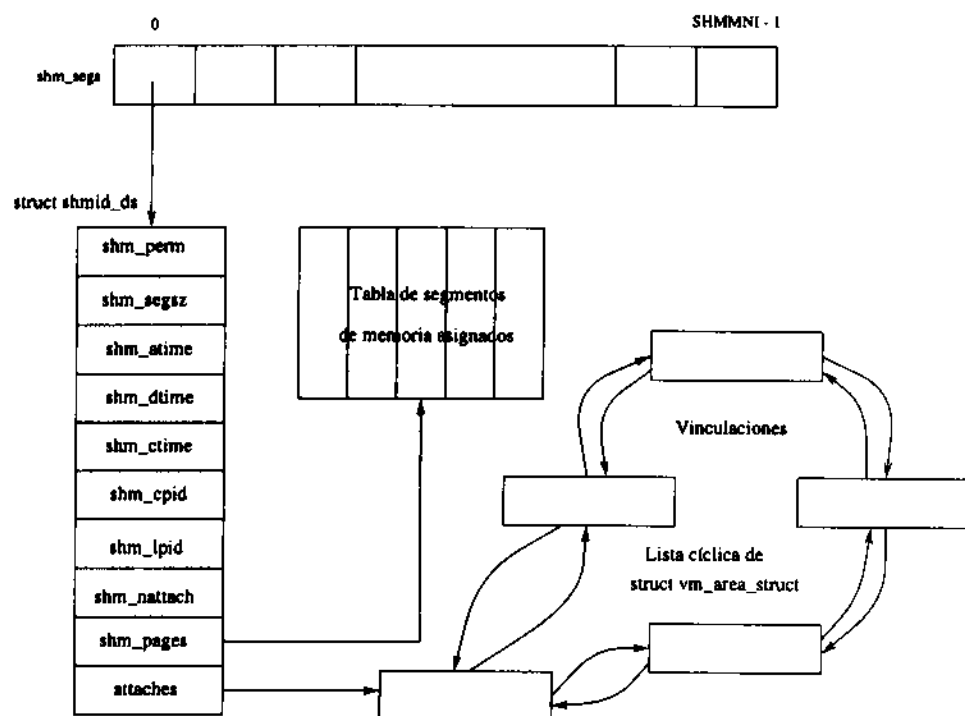 0
SHMMNI - 1
shm_segs
struct shmid_ds
shm_perm
shm_segsz
shm_atime
shm_dtime
shm_ctime
shm_cpid
shm_lpid
shm_nattach
shm_pages
attaches
Tabla de segmentos
de memoria asignados
Vinculaciones
Lista cíclica de
struct vm_area_struct